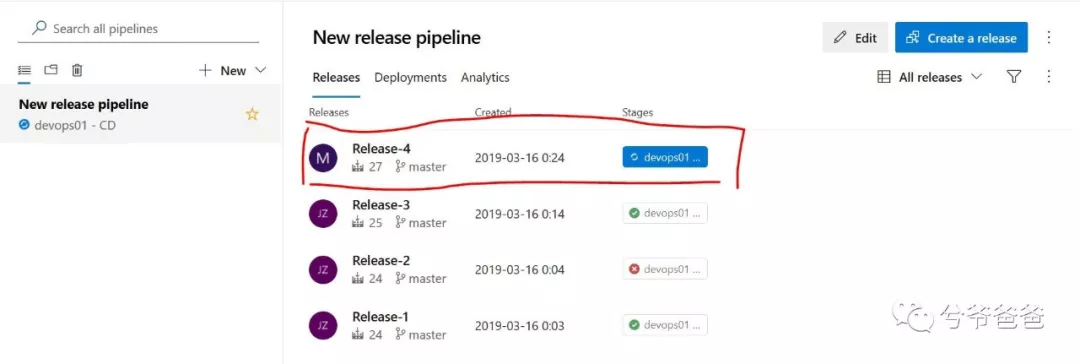 Search all pipelines
New
New release pipeline
devops01 - CD
New release pipeline
Edit
Create a release
Releases Deployments Analytics
All releases
Releases Created Stages
M Release-4 2019-03-16 0:24 devops01 ...
27 master
JZ Release-3 2019-03-16 0:14 devops01 ...
25 master
JZ Release-2 2019-03-16 0:04 devops01 ...
24 master
JZ Release-1 2019-03-16 0:03 devops01 ...
24 master
兮爷爸爸